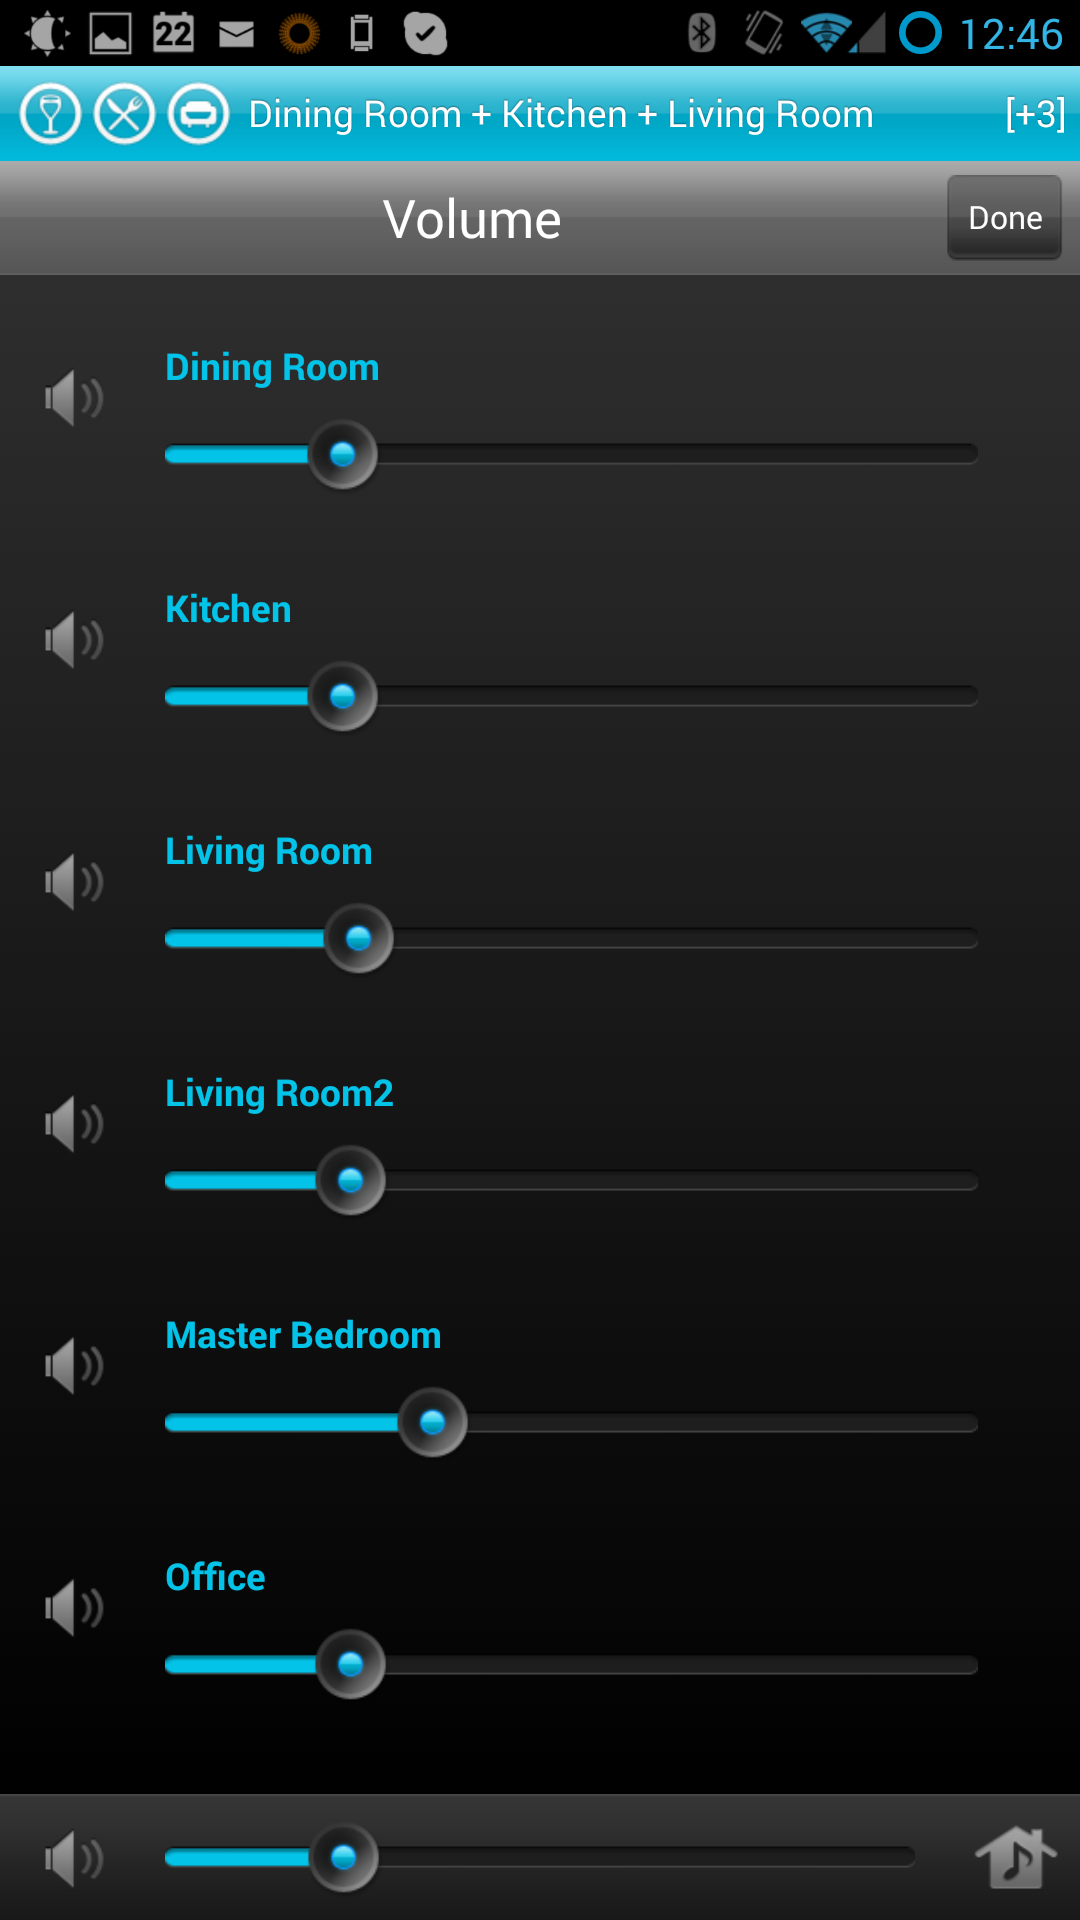 22 12:46
Dining Room + Kitchen + Living Room [+3]
Volume Done
Dining Room
Kitchen
Living Room
Living Room2
Master Bedroom
Office